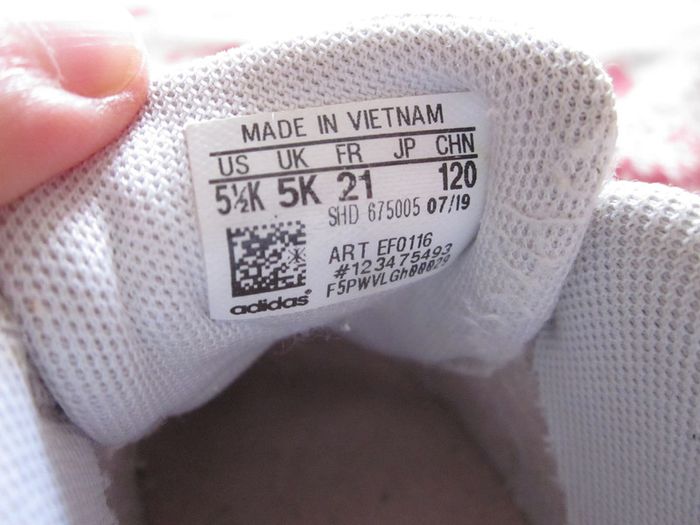 MADE IN VIETNAM
US UK FR JP CHN
5½K 5K 21 120
SHD 675005 07/19
ART EF0116
#123475493
F5PWVLGh00029
adidas